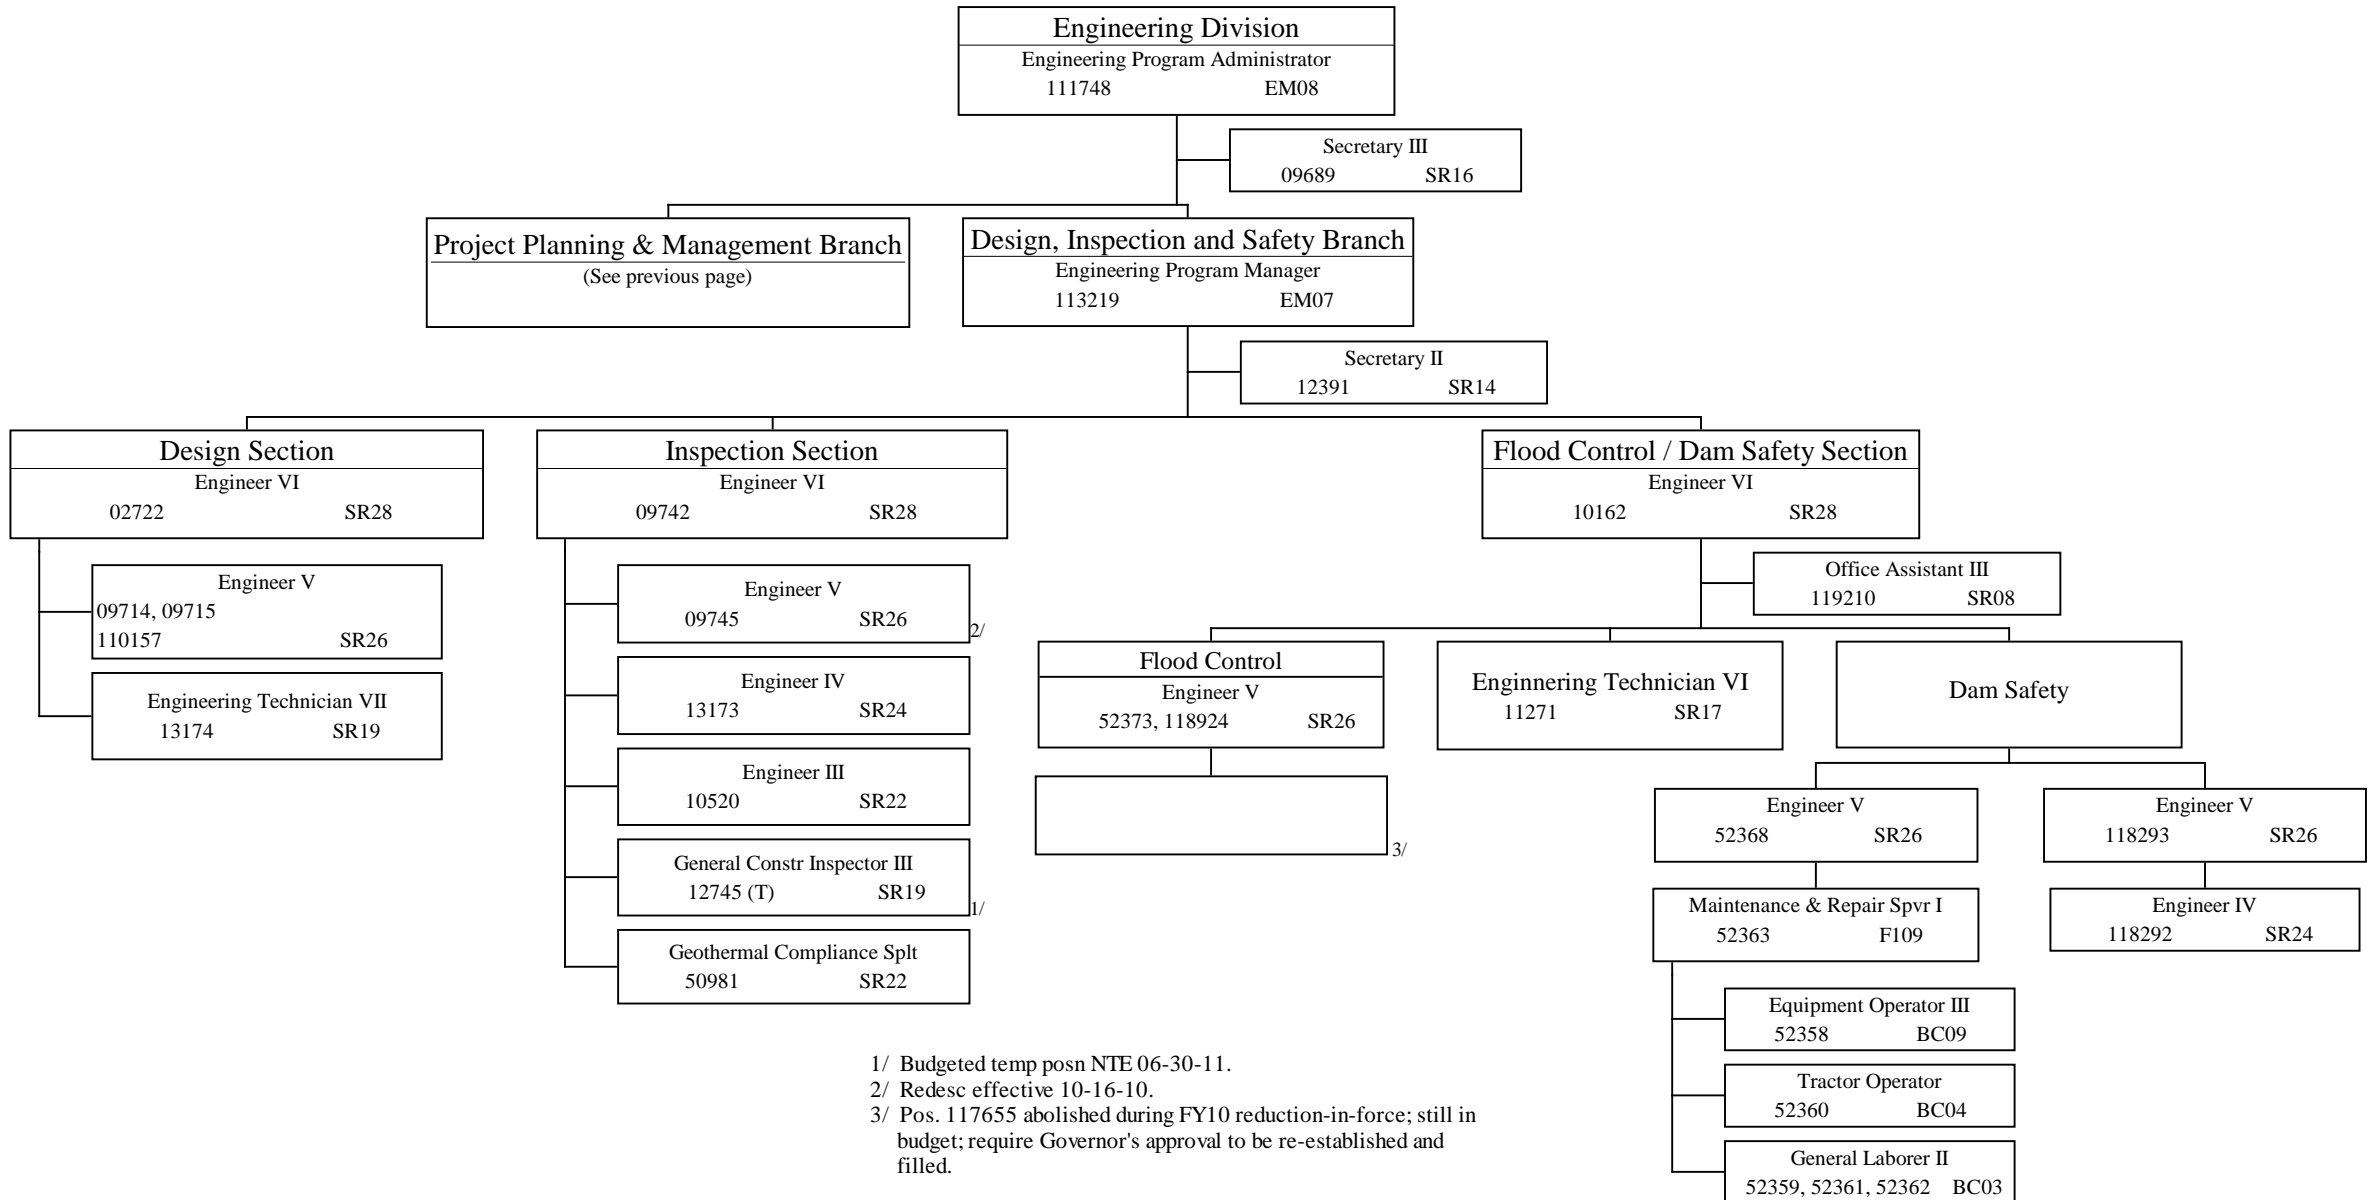 Engineering Division
Engineering Program Administrator
111748 EM08
Secretary III
09689 SR16
Project Planning & Management Branch
(See previous page)
Design, Inspection and Safety Branch
Engineering Program Manager
113219 EM07
Secretary II
12391 SR14
Design Section
Engineer VI
02722 SR28
Engineer V
09714, 09715
110157 SR26
Engineering Technician VII
13174 SR19
Inspection Section
Engineer VI
09742 SR28
Engineer V
09745 SR26
2/
Engineer IV
13173 SR24
Engineer III
10520 SR22
General Constr Inspector III
12745 (T) SR19
1/
Geothermal Compliance Splt
50981 SR22
Flood Control / Dam Safety Section
Engineer VI
10162 SR28
Office Assistant III
119210 SR08
Flood Control
Engineer V
52373, 118924 SR26
3/
Enginnering Technician VI
11271 SR17
Dam Safety
Engineer V
52368 SR26
Maintenance & Repair Spvr I
52363 F109
Equipment Operator III
52358 BC09
Tractor Operator
52360 BC04
General Laborer II
52359, 52361, 52362 BC03
Engineer V
118293 SR26
Engineer IV
118292 SR24
1/ Budgeted temp posn NTE 06-30-11.
2/ Redesc effective 10-16-10.
3/ Pos. 117655 abolished during FY10 reduction-in-force; still in
budget; require Governor's approval to be re-established and
filled.